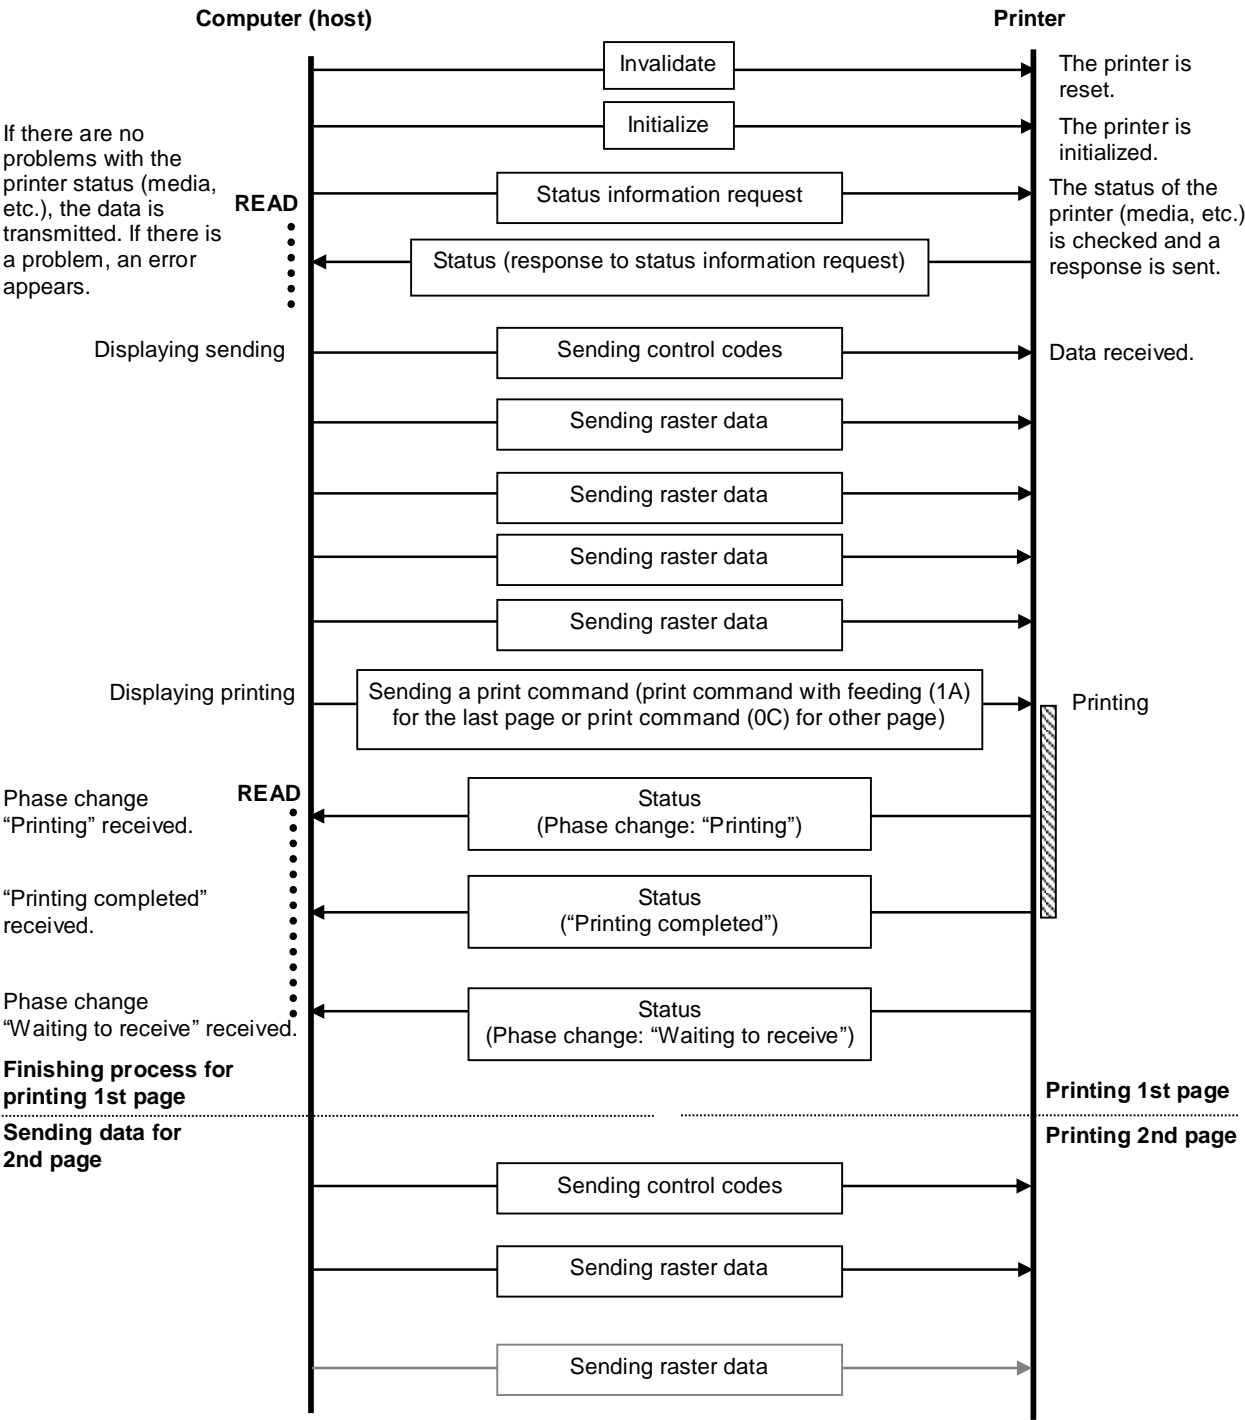 Computer (host)
Printer
Invalidate
The printer is
reset.
Initialize
The printer is
initialized.
If there are no
problems with the
printer status (media,
etc.), the data is
transmitted. If there is
a problem, an error
appears.
READ
Status information request
The status of the
printer (media, etc.)
is checked and a
response is sent.
Status (response to status information request)
Displaying sending
Sending control codes
Data received.
Sending raster data
Sending raster data
Sending raster data
Sending raster data
Displaying printing
Sending a print command (print command with feeding (1A)
for the last page or print command (0C) for other page)
Printing
READ
Phase change
“Printing” received.
Status
(Phase change: “Printing”)
“Printing completed”
received.
Status
(“Printing completed”)
Phase change
“Waiting to receive” received.
Status
(Phase change: “Waiting to receive”)
Finishing process for
printing 1st page
Printing 1st page
Sending data for
2nd page
Printing 2nd page
Sending control codes
Sending raster data
Sending raster data